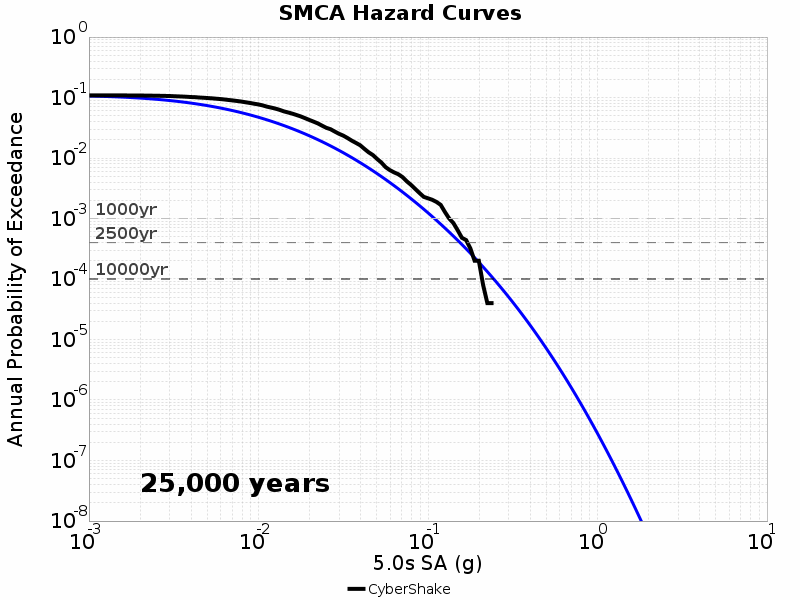 SMCA Hazard Curves
Annual Probability of Exceedance
10^0
10^-1
10^-2
10^-3
10^-4
10^-5
10^-6
10^-7
10^-8
1000yr
2500yr
10000yr
25,000 years
10^-3 10^-2 10^-1 10^0 10^1
5.0s SA (g)
CyberShake